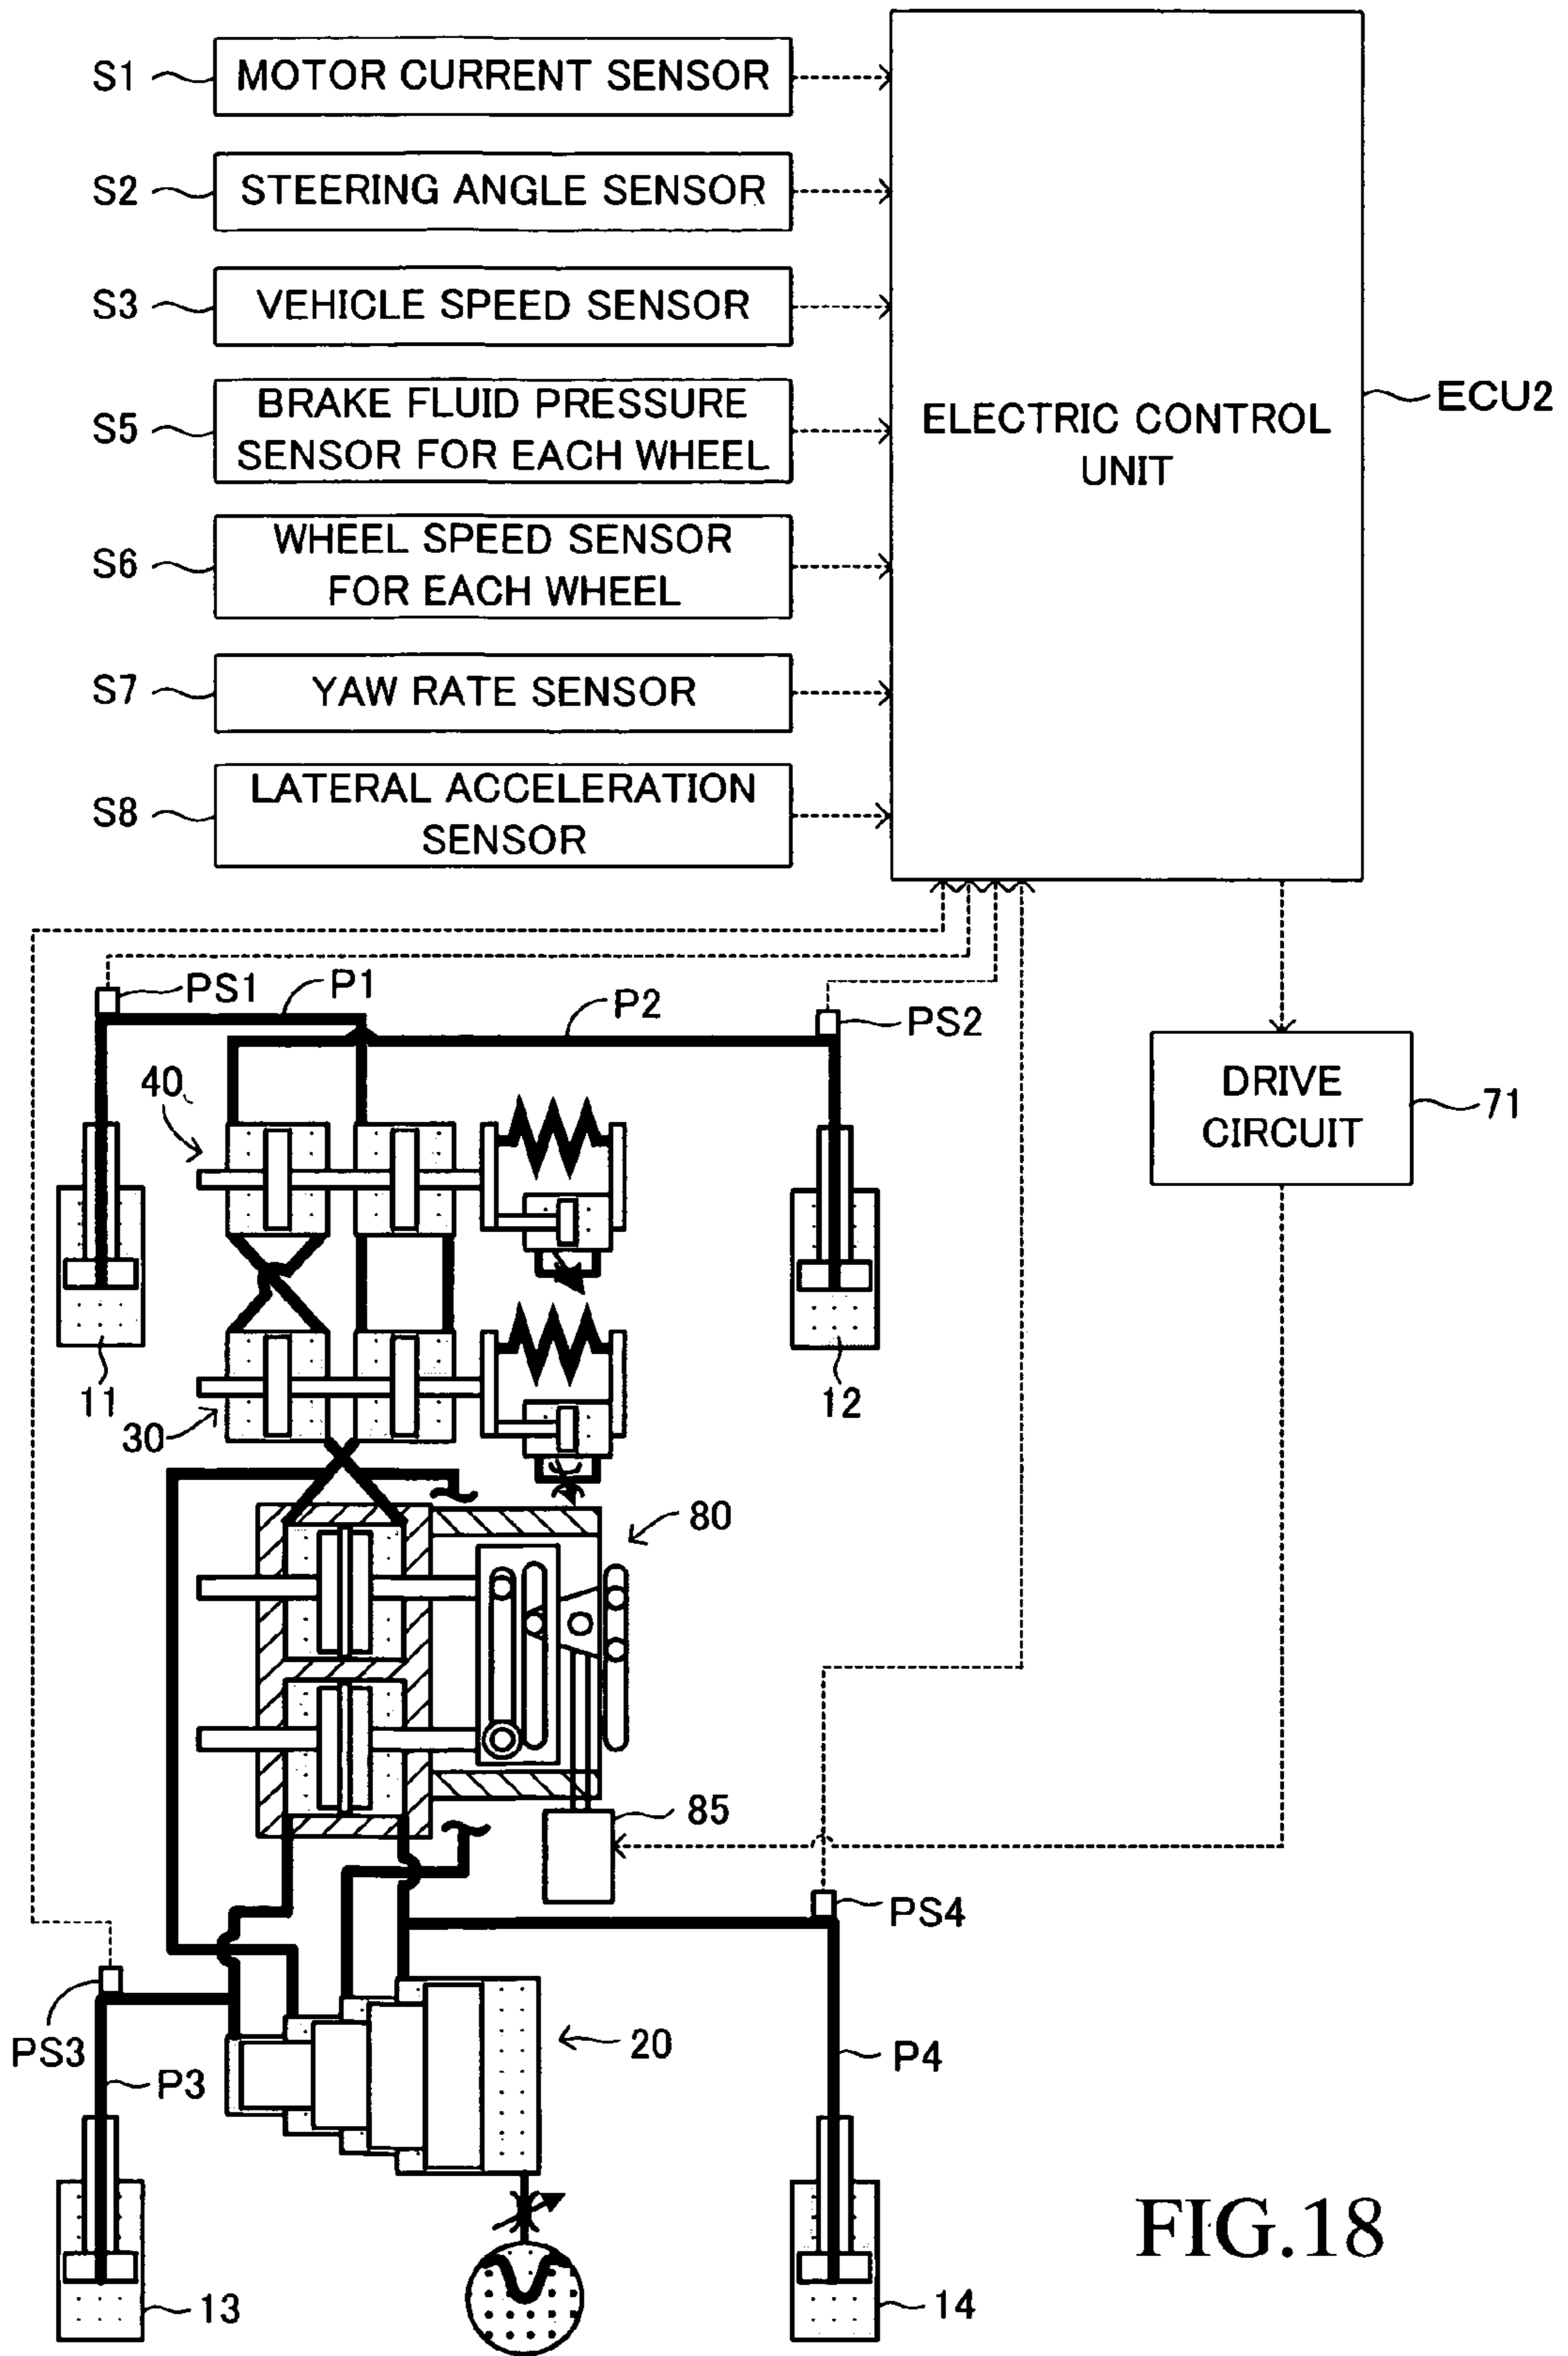 S1
MOTOR CURRENT SENSOR
S2
STEERING ANGLE SENSOR
S3
VEHICLE SPEED SENSOR
S5
BRAKE FLUID PRESSURE
SENSOR FOR EACH WHEEL
S6
WHEEL SPEED SENSOR
FOR EACH WHEEL
S7
YAW RATE SENSOR
S8
LATERAL ACCELERATION
SENSOR
ELECTRIC CONTROL
UNIT
ECU2
PS1
P1
P2
PS2
40
DRIVE
CIRCUIT
71
11
12
30
80
85
PS4
PS3
P3
20
P4
13
14
FIG.18